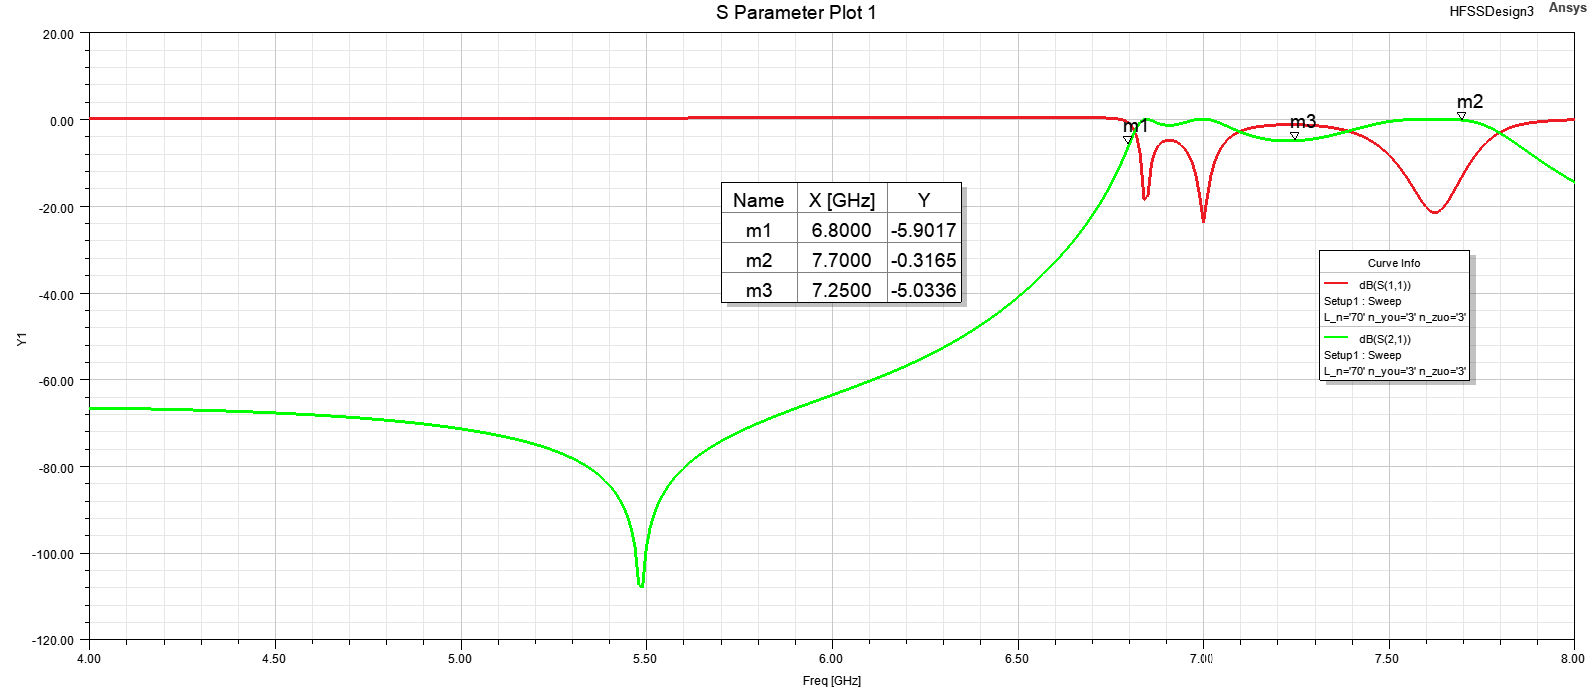 S Parameter Plot 1
HFSSDesign3
Ansys
20.00
0.00
-20.00
-40.00
-60.00
-80.00
-100.00
-120.00
Y1
m1
m3
m2
Name X [GHz] Y
m1 6.8000 -5.9017
m2 7.7000 -0.3165
m3 7.2500 -5.0336
Curve Info
dB(S(1,1))
Setup1 : Sweep
L_n='70' n_you='3' n_zuo='3'
dB(S(2,1))
Setup1 : Sweep
L_n='70' n_you='3' n_zuo='3'
4.00 4.50 5.00 5.50 6.00 6.50 7.00 7.50 8.00
Freq [GHz]